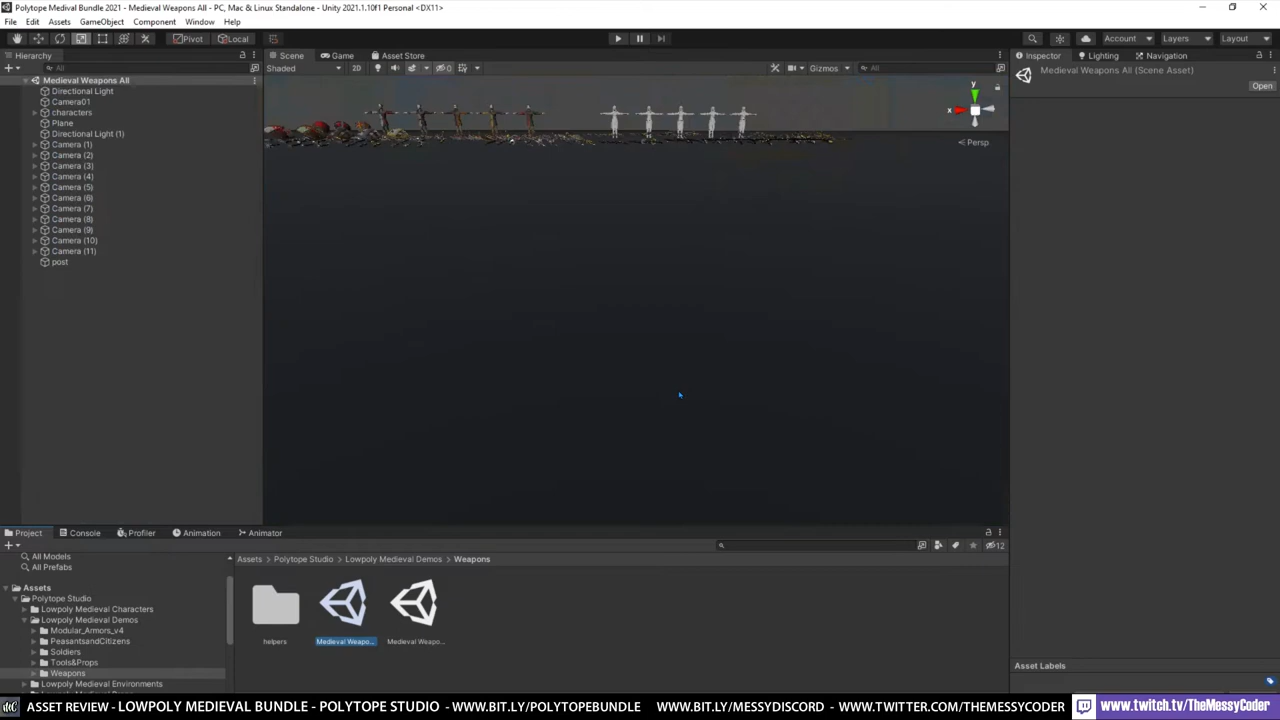 Polytope Medival Bundle 2021 - Medieval Weapons All - PC, Mac & Linux Standalone - Unity 2021.1.10f1 Personal <DX11>
File Edit Assets GameObject Component Window Help
Pivot Local Account Layers Layout
Hierarchy Scene Game Asset Store Inspector Lighting Navigation
All Shaded 2D 0 Gizmos All Medieval Weapons All (Scene Asset)
Open
Medieval Weapons All
Directional Light
Camera01
characters
Plane
Directional Light (1)
Camera (1)
Camera (2)
Camera (3)
Camera (4)
Camera (5)
Camera (6)
Camera (7)
Camera (8)
Camera (9)
Camera (10)
Camera (11)
post
y
x
Persp
Project Console Profiler Animation Animator
12
All Models
All Prefabs
Assets
Polytope Studio
Lowpoly Medieval Characters
Lowpoly Medieval Demos
Modular_Armors_v4
PeasantsandCitizens
Soldiers
Tools&Props
Weapons
Lowpoly Medieval Environments
Assets Polytope Studio Lowpoly Medieval Demos Weapons
helpers Medieval Weapo... Medieval Weapo...
Asset Labels
ASSET REVIEW - LOWPOLY MEDIEVAL BUNDLE - POLYTOPE STUDIO - WWW.BIT.LY/POLYTOPEBUNDLE WWW.BIT.LY/MESSYDISCORD - WWW.TWITTER.COM/THEMESSYCODER www.twitch.tv/TheMessyCoder